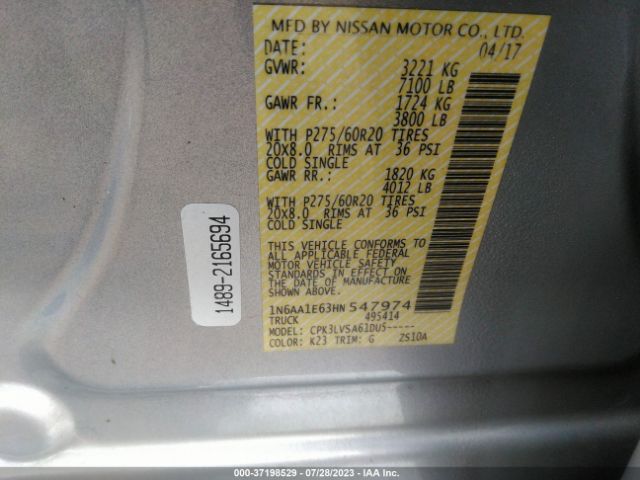 MFD BY NISSAN MOTOR CO., LTD.
DATE: 04/17
GVWR: 3221 KG
7100 LB
GAWR FR.: 1724 KG
3800 LB
WITH P275/60R20 TIRES
20X8.0 RIMS AT 36 PSI
COLD SINGLE
GAWR RR.: 1820 KG
4012 LB
WITH P275/60R20 TIRES
20X8.0 RIMS AT 36 PSI
COLD SINGLE
THIS VEHICLE CONFORMS TO
ALL APPLICABLE FEDERAL
MOTOR VEHICLE SAFETY
STANDARDS IN EFFECT ON
THE DATE OF MANUFACTURE
SHOWN ABOVE.
1N6AA1E63HN547974
TRUCK 495414
MODEL: CPK3LVSA61DU5-----
COLOR: K23 TRIM: G ZS10A
1489-2165694
000-37198529 - 07/28/2023 - IAA Inc.